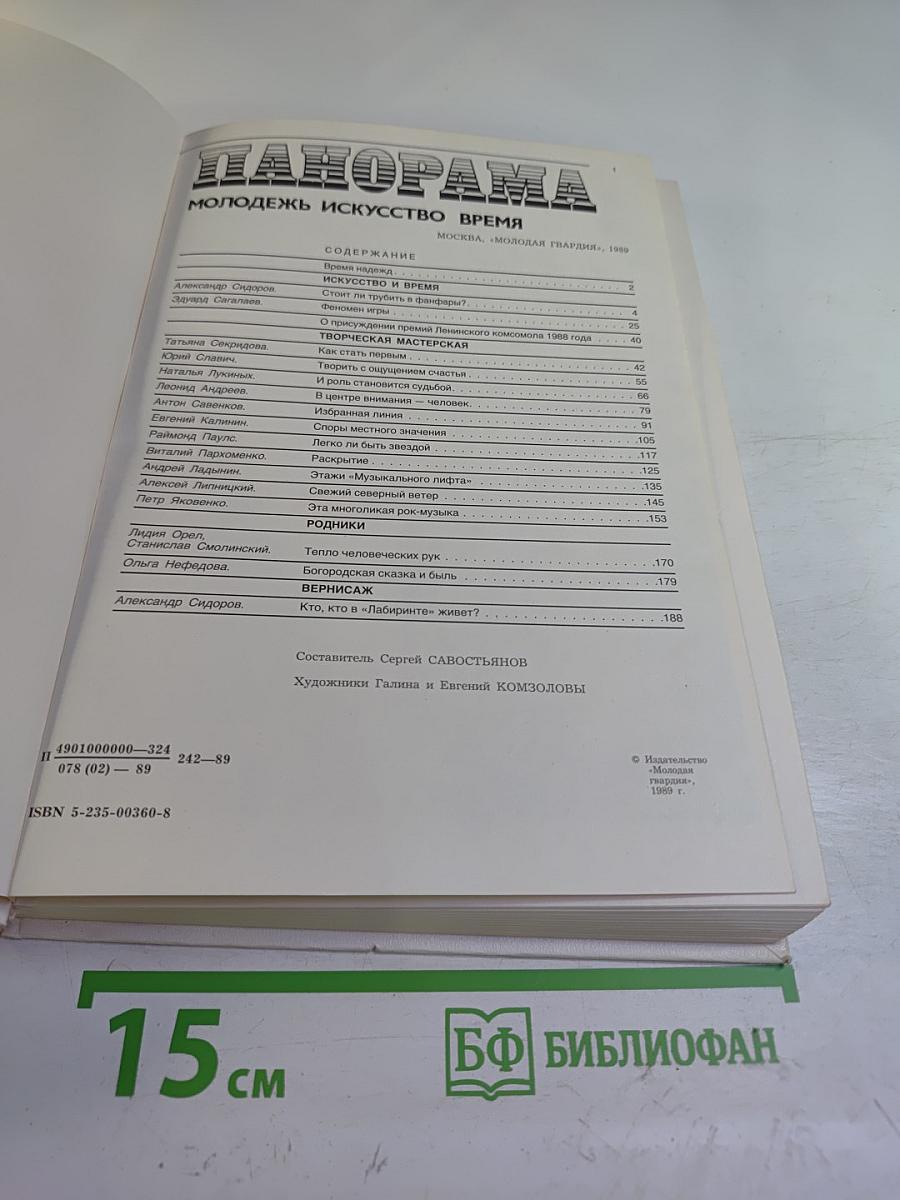 ПАНОРАМА
МОЛОДЕЖЬ ИСКУССТВО ВРЕМЯ
МОСКВА, «МОЛОДАЯ ГВАРДИЯ», 1989
СОДЕРЖАНИЕ
Время надежд 2
ИСКУССТВО И ВРЕМЯ
Александр Сидоров. Стоит ли трубить в фанфары? 4
Эдуард Сагалаев. Феномен игры 25
О присуждении премий Ленинского комсомола 1988 года 40
ТВОРЧЕСКАЯ МАСТЕРСКАЯ
Татьяна Секридова. Как стать первым 42
Юрий Славич. Творить с ощущением счастья 55
Наталья Лукиных. И роль становится судьбой 66
Леонид Андреев. В центре внимания — человек 79
Антон Савенков. Избранная линия 91
Евгений Калинин. Споры местного значения 105
Раймонд Паулс. Легко ли быть звездой 117
Виталий Пархоменко. Раскрытие 125
Андрей Ладынин. Этажи «Музыкального лифта» 135
Алексей Липницкий. Свежий северный ветер 145
Петр Яковенко. Эта многоликая рок-музыка 153
РОДНИКИ
Лидия Орел,
Станислав Смолинский. Тепло человеческих рук 170
Ольга Нефедова. Богородская сказка и быль 179
ВЕРНИСАЖ
Александр Сидоров. Кто, кто в «Лабиринте» живет? 188
Составитель Сергей САВОСТЬЯНОВ
Художники Галина и Евгений КОМЗОЛОВЫ
П 4901000000—324 242—89
078 (02) — 89
© Издательство
«Молодая
гвардия»,
1989 г.
ISBN 5-235-00360-8
15 см
БФ БИБЛИОФАН